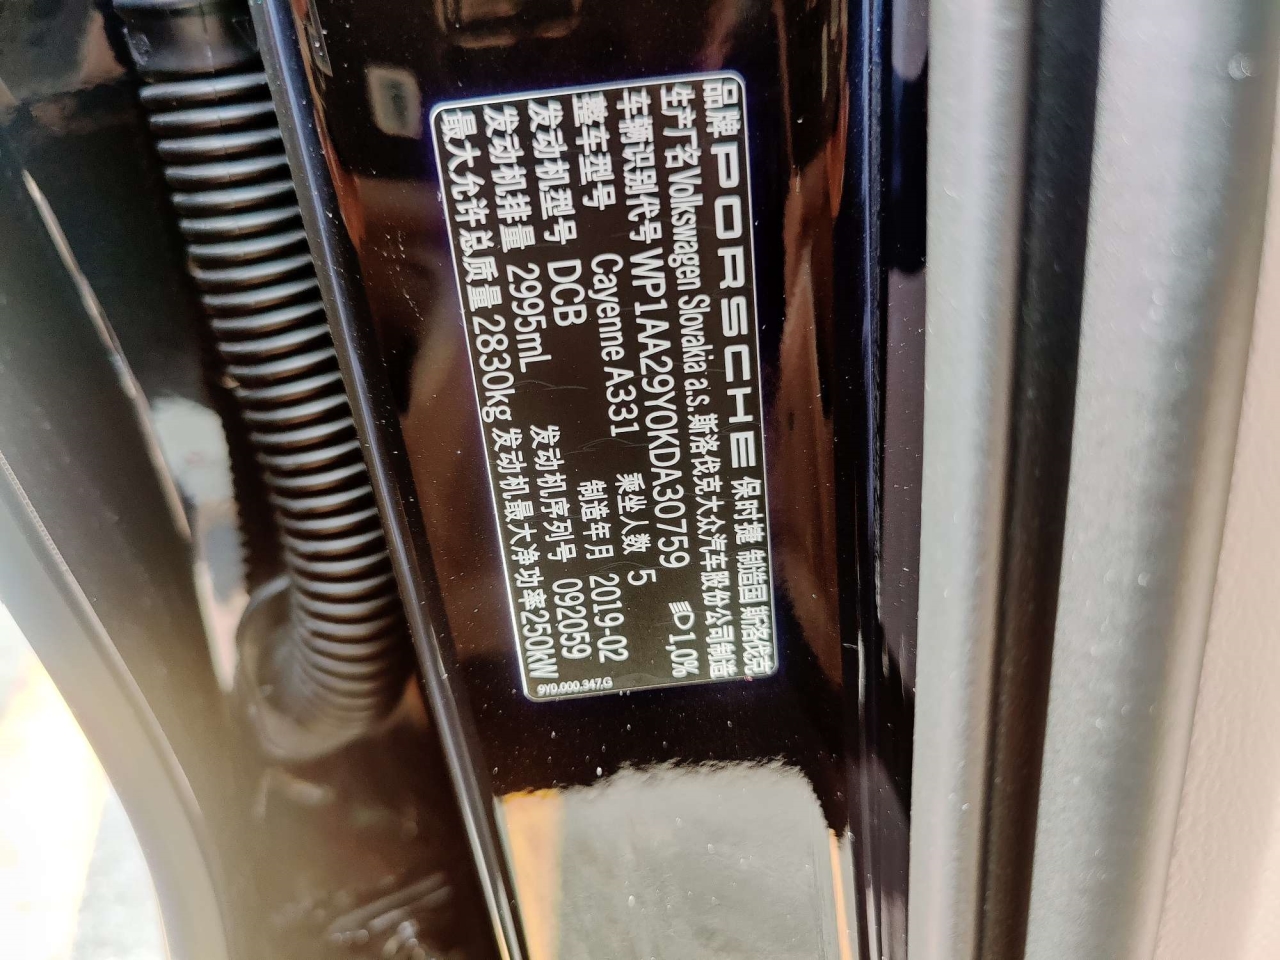 品牌 PORSCHE 保时捷 制造国 斯洛伐克
生产厂名 Volkswagen Slovakia a.s. 斯洛伐克大众汽车股份公司制造
车辆识别代号 WP1AA29Y0KDA30759 1,0%
整车型号 Cayenne A331 乘坐人数 5
发动机型号 DCB 制造年月 2019-02
发动机排量 2995mL 发动机序列号 092059
最大允许总质量 2830kg 发动机最大净功率 250kW
9Y0.000.347.G